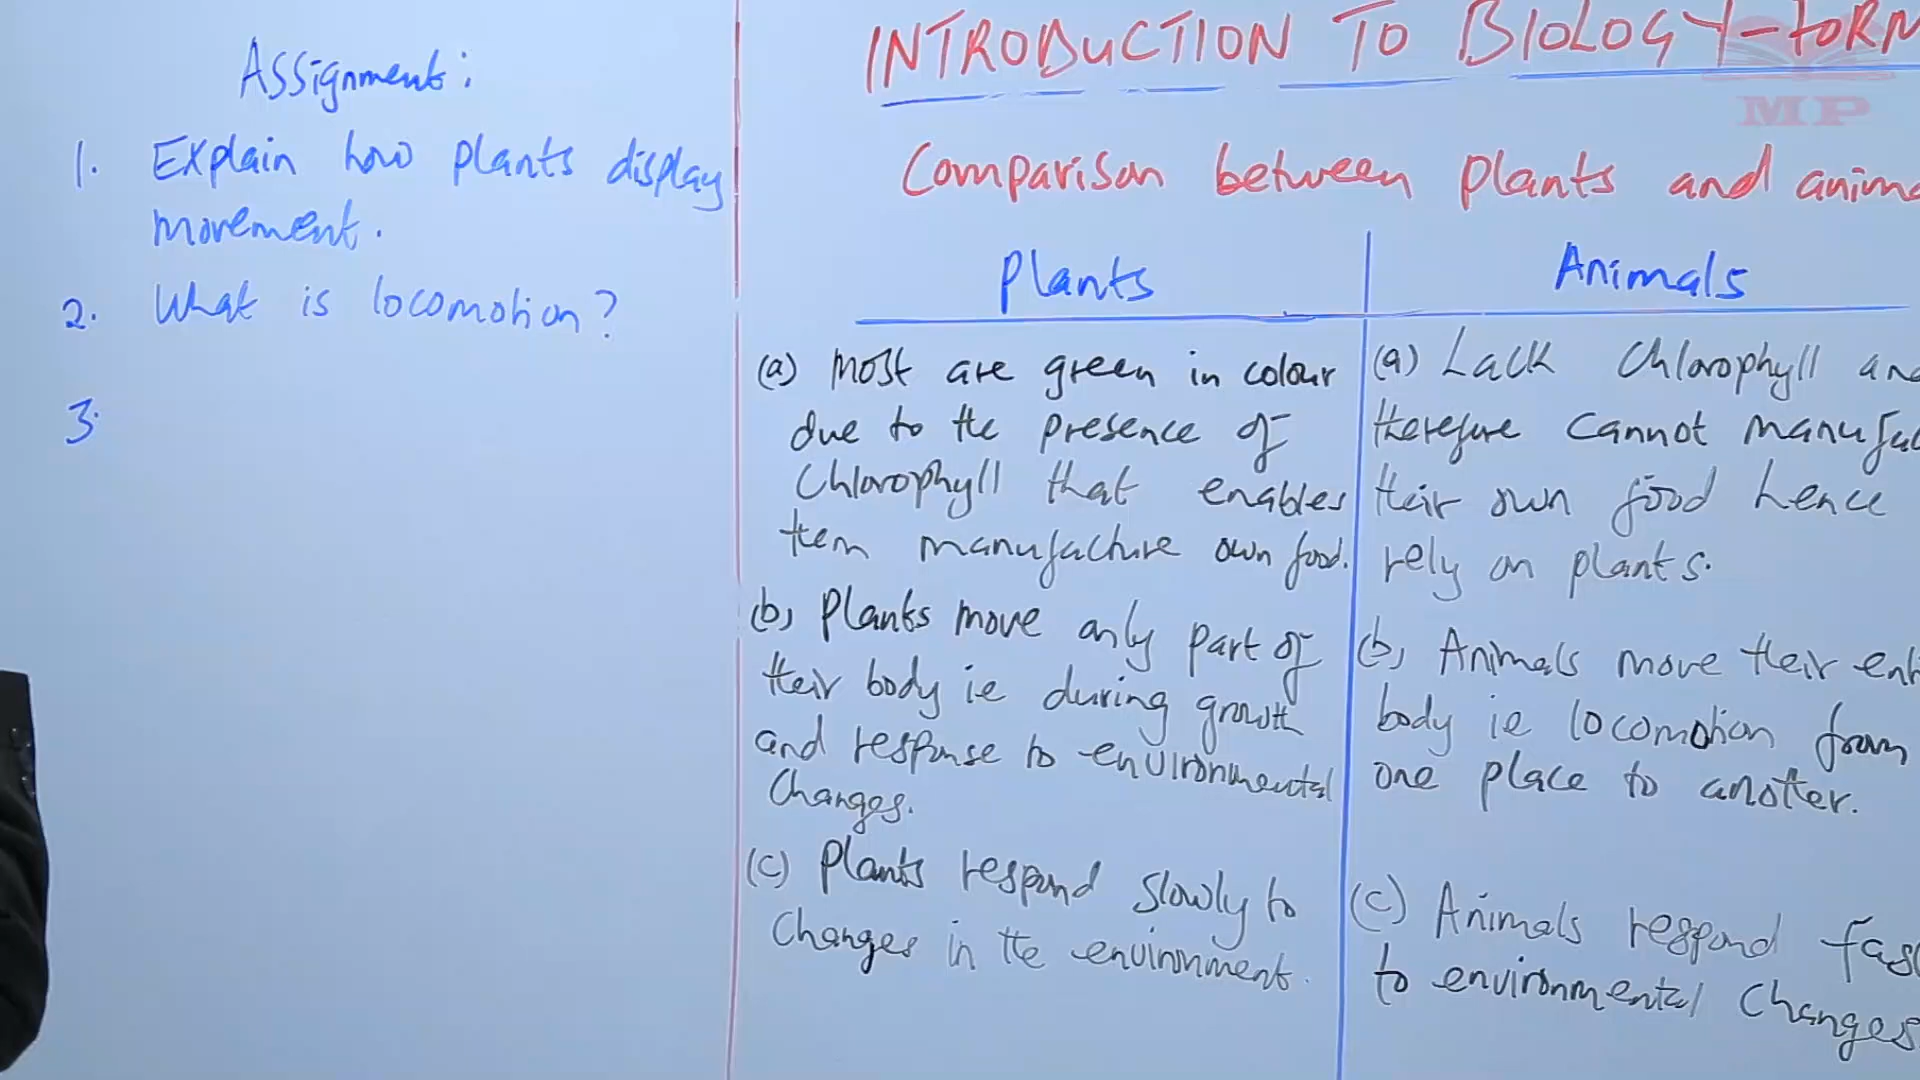 Assignment:
1. Explain how plants display
movement.
2. What is locomotion?
3.
INTRODUCTION TO BIOLOGY-FORM
MP
Comparison between plants and anima
Plants
Animals
(a) Most are green in colour
due to the presence of
Chlorophyll that enables
them manufacture own food.
(b) Plants move only part of
their body ie during growth
and response to environmental
Changes.
(c) Plants respond slowly to
Changes in the environment.
(a) Lack Chlorophyll and
therefore cannot manufac
their own food hence
rely on plants.
(b) Animals move their enti
body ie locomotion from
one place to another.
(c) Animals respond fas
to environmental Changes